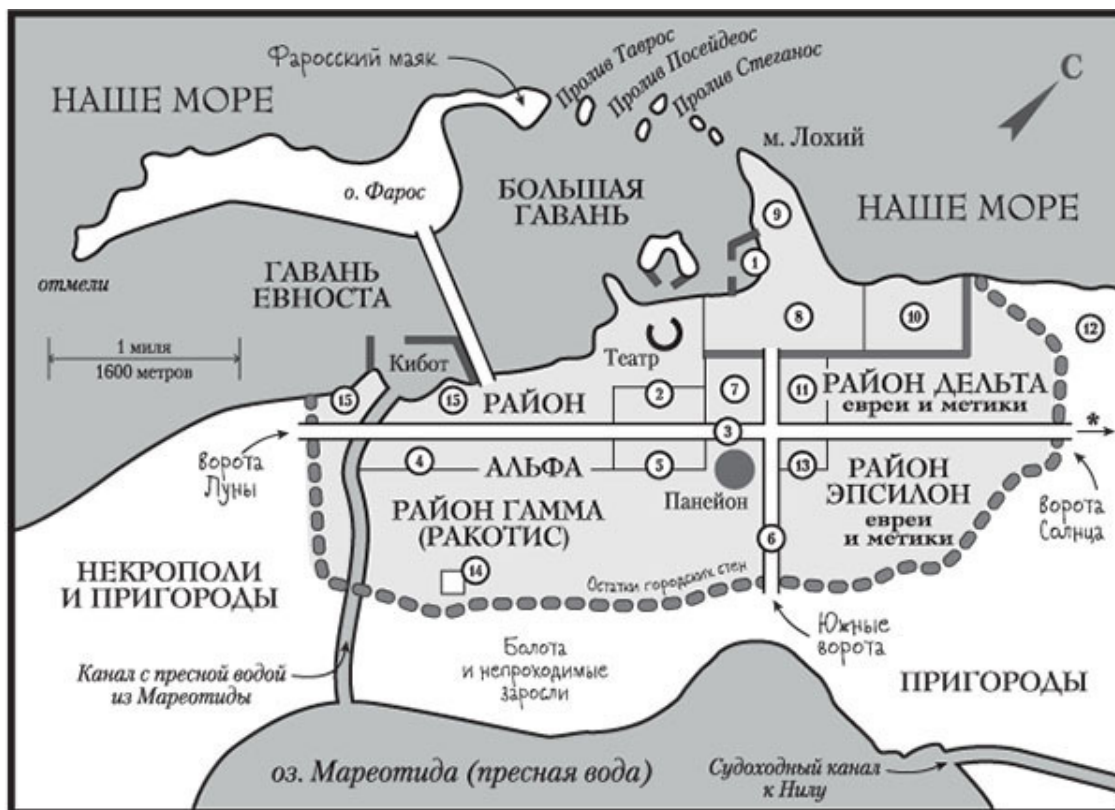 Фаросский маяк
Пролив Таврос
Пролив Посейдеос
Пролив Стеганос
С
НАШЕ МОРЕ
м. Лохий
о. Фарос
БОЛЬШАЯ
ГАВАНЬ
9
НАШЕ МОРЕ
1
ГАВАНЬ
ЕВНОСТА
отмели
8
10
12
1 миля
1600 метров
Кибот
Театр
15
15
РАЙОН
2
7
11
РАЙОН ДЕЛЬТА
евреи и метики
3
*
ворота
Луны
4
АЛЬФА
5
13
Панейон
РАЙОН
ЭПСИЛОН
евреи
и метики
ворота
Солнца
РАЙОН ГАММА
(РАКОТИС)
6
14
Остатки городских стен
НЕКРОПОЛИ
И ПРИГОРОДЫ
Южные
ворота
Канал с пресной водой
из Мареотиды
Болота
и непроходимые
заросли
ПРИГОРОДЫ
оз. Мареотида (пресная вода)
Судоходный канал
к Нилу